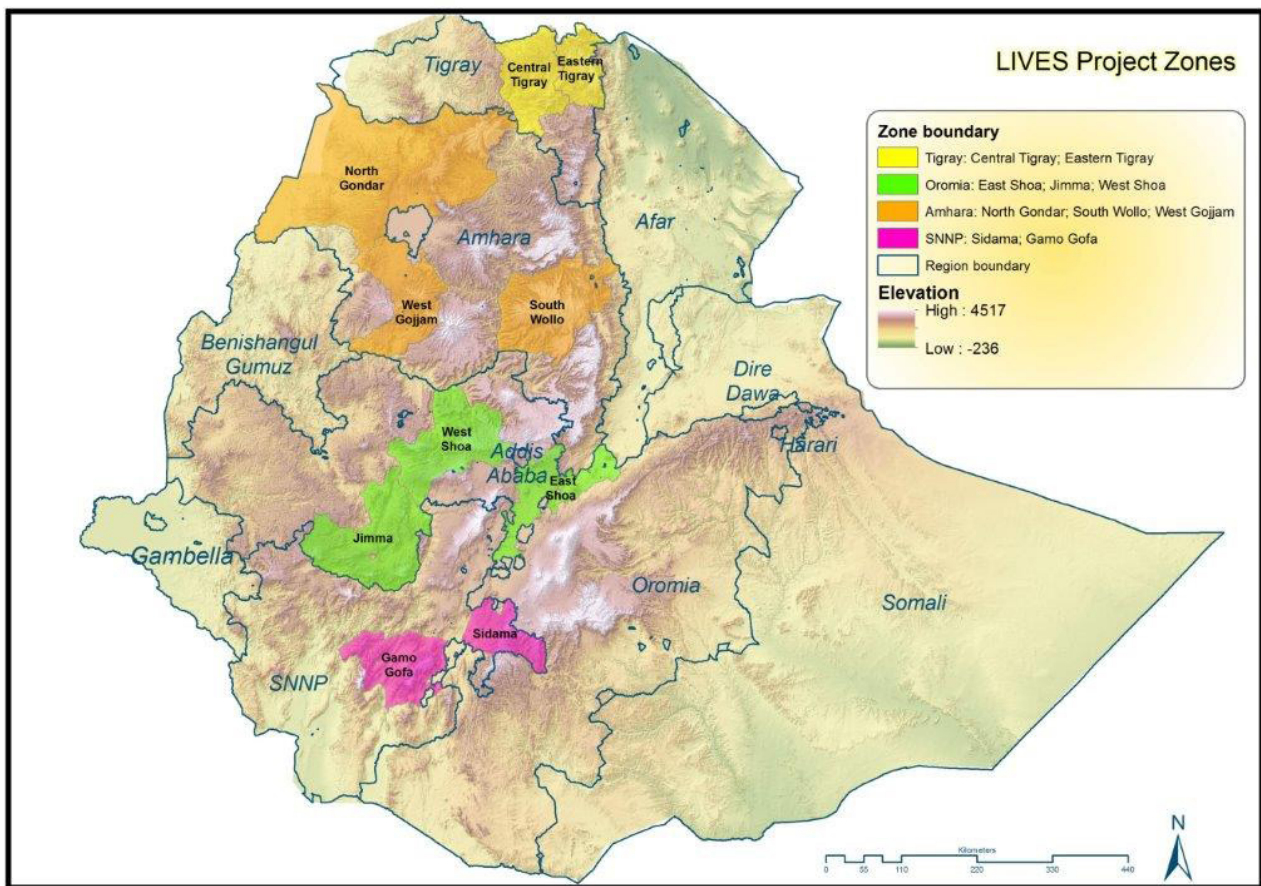 LIVES Project Zones
Zone boundary
Tigray: Central Tigray; Eastern Tigray
Oromia: East Shoa; Jimma; West Shoa
Amhara: North Gondar; South Wollo; West Gojjam
SNNP: Sidama; Gamo Gofa
Region boundary
Elevation
High : 4517
Low : -236
Tigray
Central
Tigray
Eastern
Tigray
North
Gondar
Amhara
Afar
West
Gojjam
South
Wollo
Benishangul
Gumuz
Dire
Dawa
Harari
West
Shoa
Addis
Ababa
East
Shoa
Jimma
Gambella
Oromia
Somali
Sidama
Gamo
Gofa
SNNP
N
Kilometers
0 55 110 220 330 440